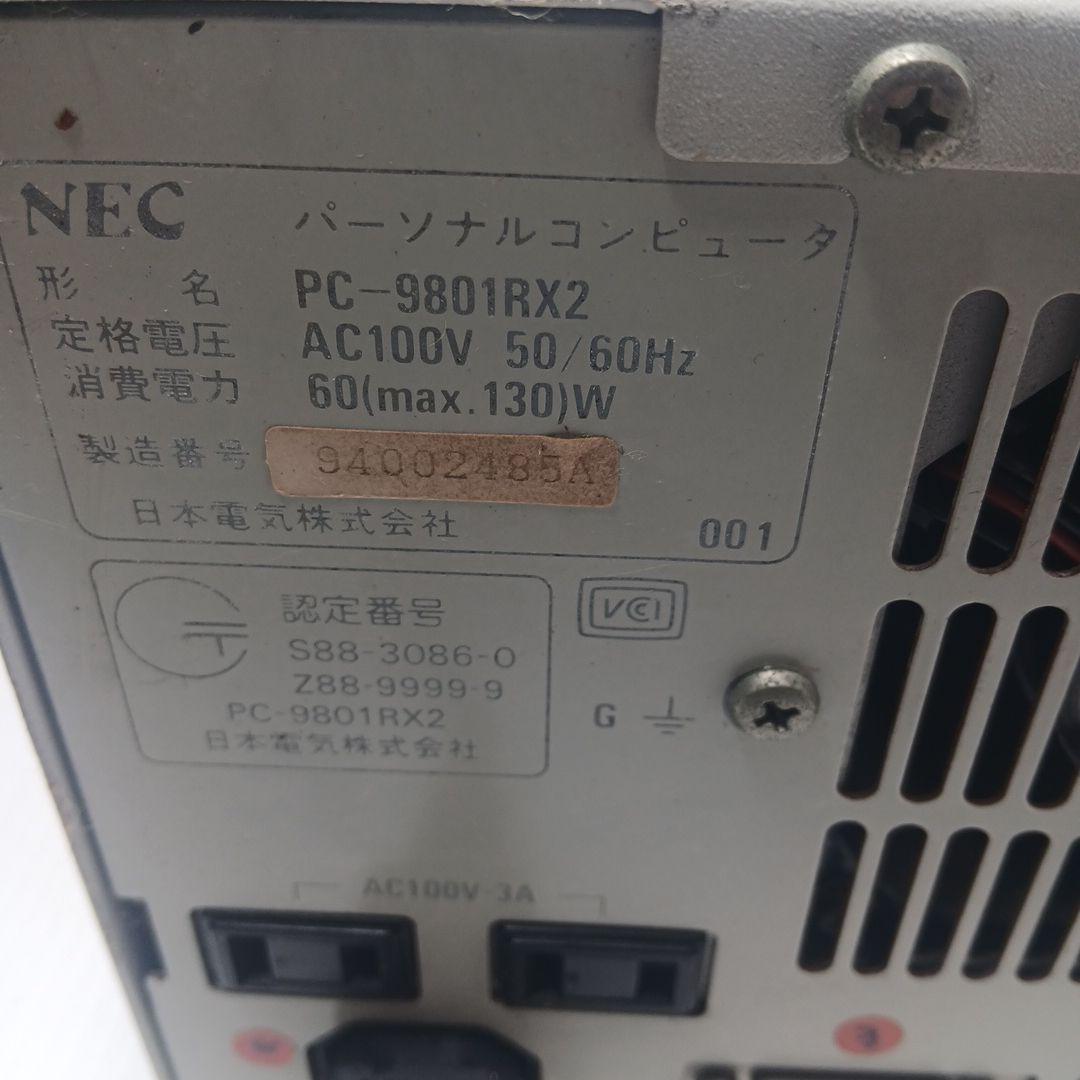 NEC パーソナルコンピュータ
形 名 PC-9801RX2
定格電圧 AC100V 50/60Hz
消費電力 60(max.130)W
製造番号 94002485A
日本電気株式会社 001
認定番号
S88-3086-0
Z88-9999-9
PC-9801RX2
日本電気株式会社
VCCI
G
AC100V-3A